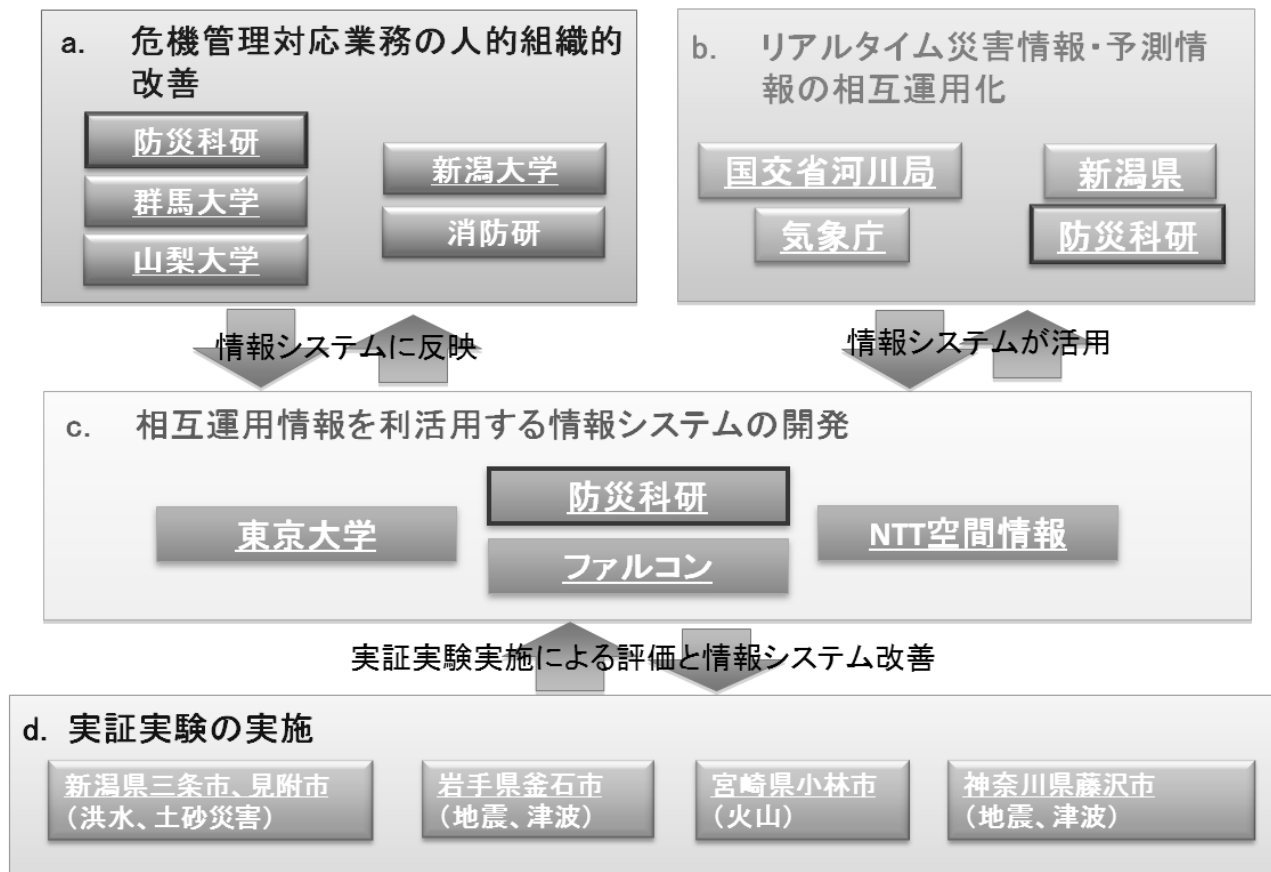 a. 危機管理対応業務の人的組織的
改善
防災科研
群馬大学
山梨大学
新潟大学
消防研
b. リアルタイム災害情報・予測情
報の相互運用化
国交省河川局
新潟県
気象庁
防災科研
情報システムに反映
情報システムが活用
c. 相互運用情報を利活用する情報システムの開発
東京大学
防災科研
ファルコン
NTT空間情報
実証実験実施による評価と情報システム改善
d. 実証実験の実施
新潟県三条市、見附市
(洪水、土砂災害)
岩手県釜石市
(地震、津波)
宮崎県小林市
(火山)
神奈川県藤沢市
(地震、津波)